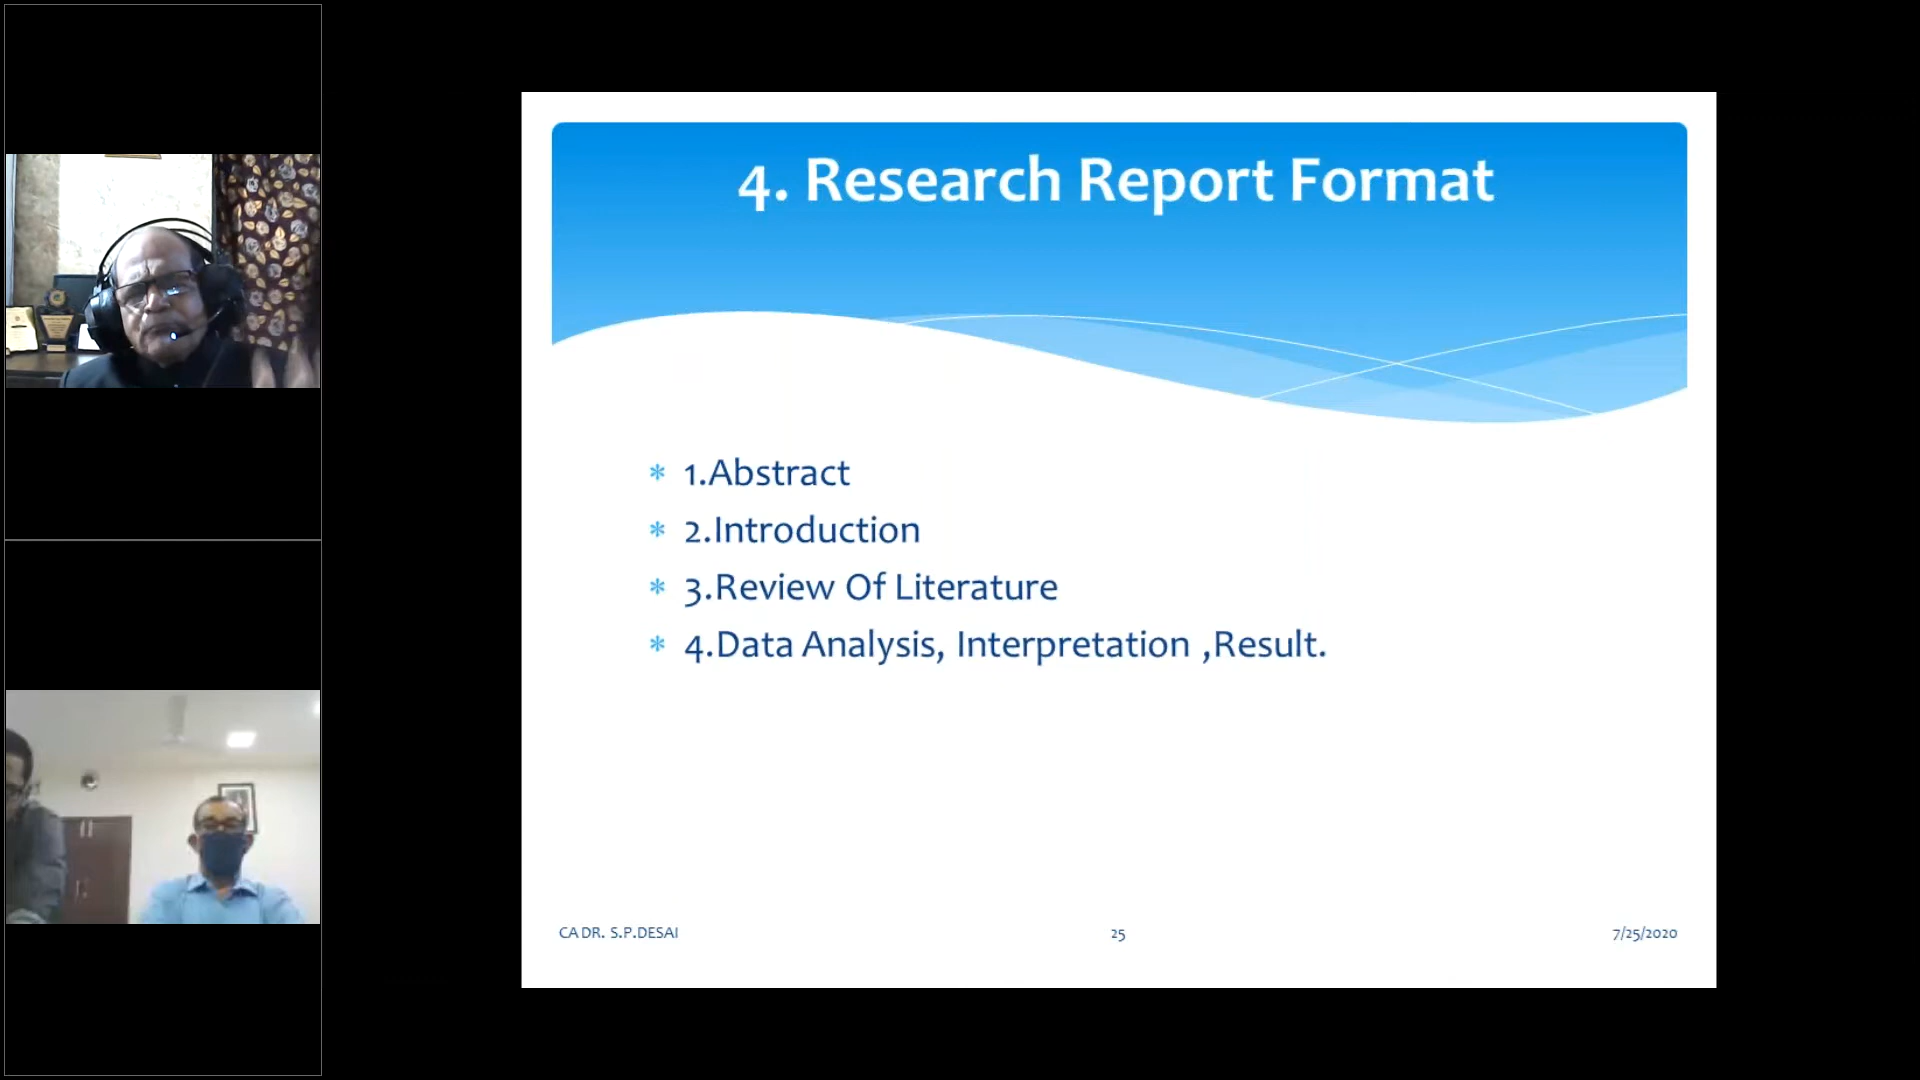 4. Research Report Format
* 1.Abstract
* 2.Introduction
* 3.Review Of Literature
* 4.Data Analysis, Interpretation ,Result.
CA DR. S.P.DESAI
25
7/25/2020